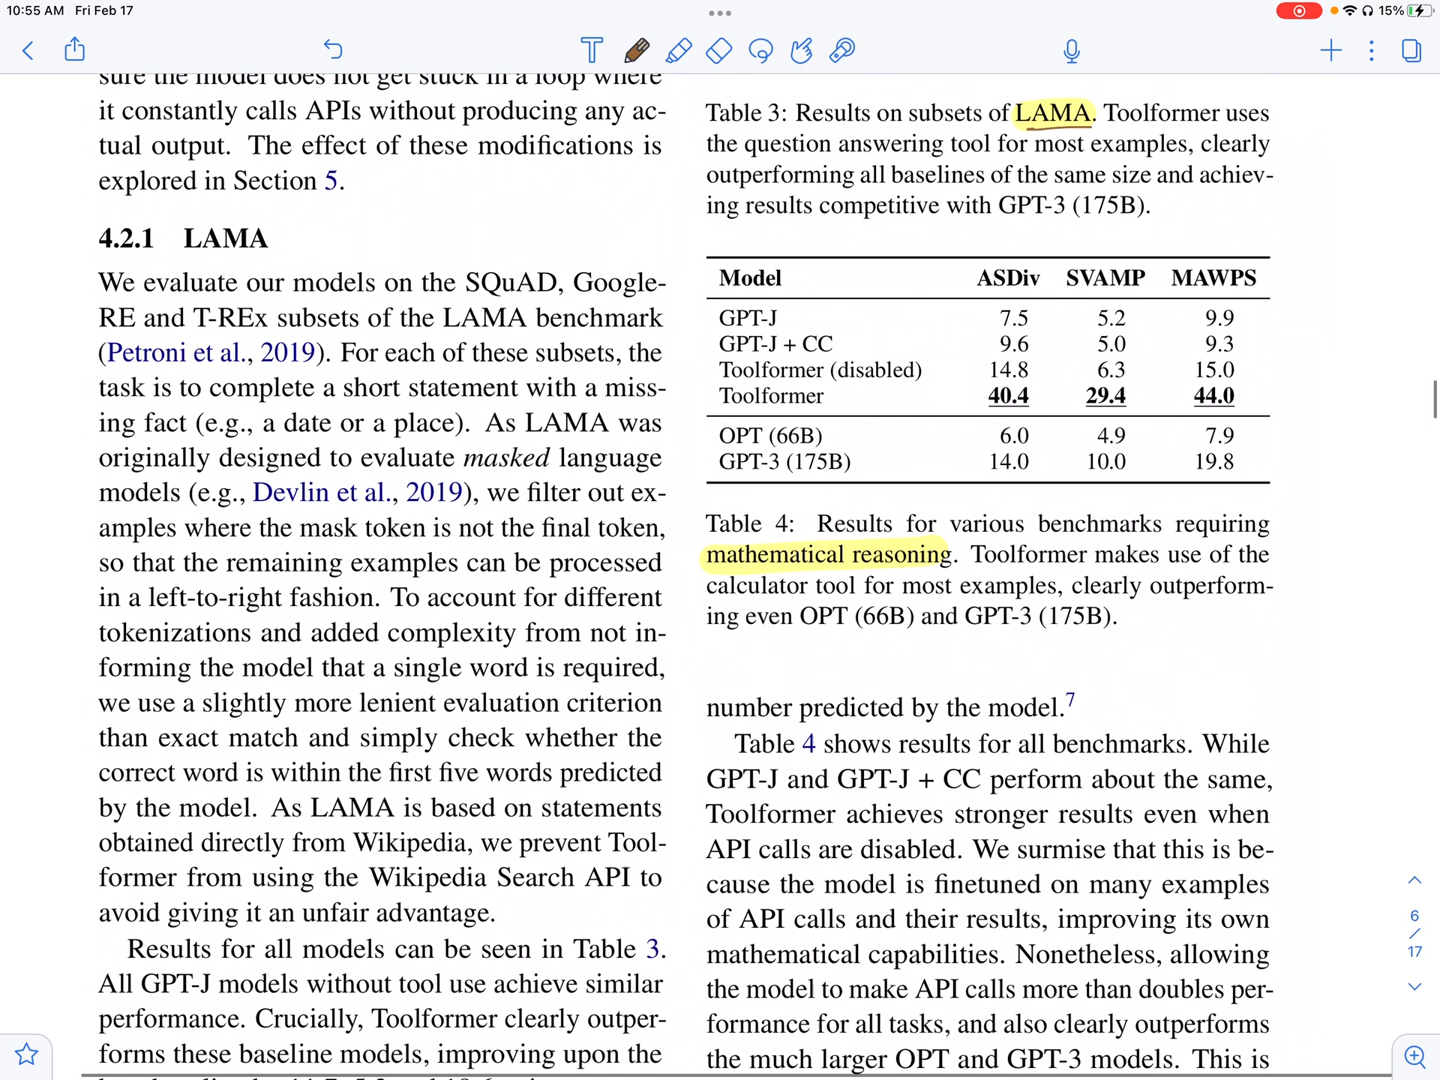 10:55 AM Fri Feb 17
15%
sure the model does not get stuck in a loop where
it constantly calls APIs without producing any ac-
tual output. The effect of these modifications is
explored in Section 5.
4.2.1 LAMA
We evaluate our models on the SQuAD, Google-
RE and T-REx subsets of the LAMA benchmark
(Petroni et al., 2019). For each of these subsets, the
task is to complete a short statement with a miss-
ing fact (e.g., a date or a place). As LAMA was
originally designed to evaluate masked language
models (e.g., Devlin et al., 2019), we filter out ex-
amples where the mask token is not the final token,
so that the remaining examples can be processed
in a left-to-right fashion. To account for different
tokenizations and added complexity from not in-
forming the model that a single word is required,
we use a slightly more lenient evaluation criterion
than exact match and simply check whether the
correct word is within the first five words predicted
by the model. As LAMA is based on statements
obtained directly from Wikipedia, we prevent Tool-
former from using the Wikipedia Search API to
avoid giving it an unfair advantage.
Results for all models can be seen in Table 3.
All GPT-J models without tool use achieve similar
performance. Crucially, Toolformer clearly outper-
forms these baseline models, improving upon the
Table 3: Results on subsets of LAMA. Toolformer uses
the question answering tool for most examples, clearly
outperforming all baselines of the same size and achiev-
ing results competitive with GPT-3 (175B).
Model ASDiv SVAMP MAWPS
GPT-J 7.5 5.2 9.9
GPT-J + CC 9.6 5.0 9.3
Toolformer (disabled) 14.8 6.3 15.0
Toolformer 40.4 29.4 44.0
OPT (66B) 6.0 4.9 7.9
GPT-3 (175B) 14.0 10.0 19.8
Table 4: Results for various benchmarks requiring
mathematical reasoning. Toolformer makes use of the
calculator tool for most examples, clearly outperform-
ing even OPT (66B) and GPT-3 (175B).
number predicted by the model.7
Table 4 shows results for all benchmarks. While
GPT-J and GPT-J + CC perform about the same,
Toolformer achieves stronger results even when
API calls are disabled. We surmise that this is be-
cause the model is finetuned on many examples
of API calls and their results, improving its own
mathematical capabilities. Nonetheless, allowing
the model to make API calls more than doubles per-
formance for all tasks, and also clearly outperforms
the much larger OPT and GPT-3 models. This is
6
/
17